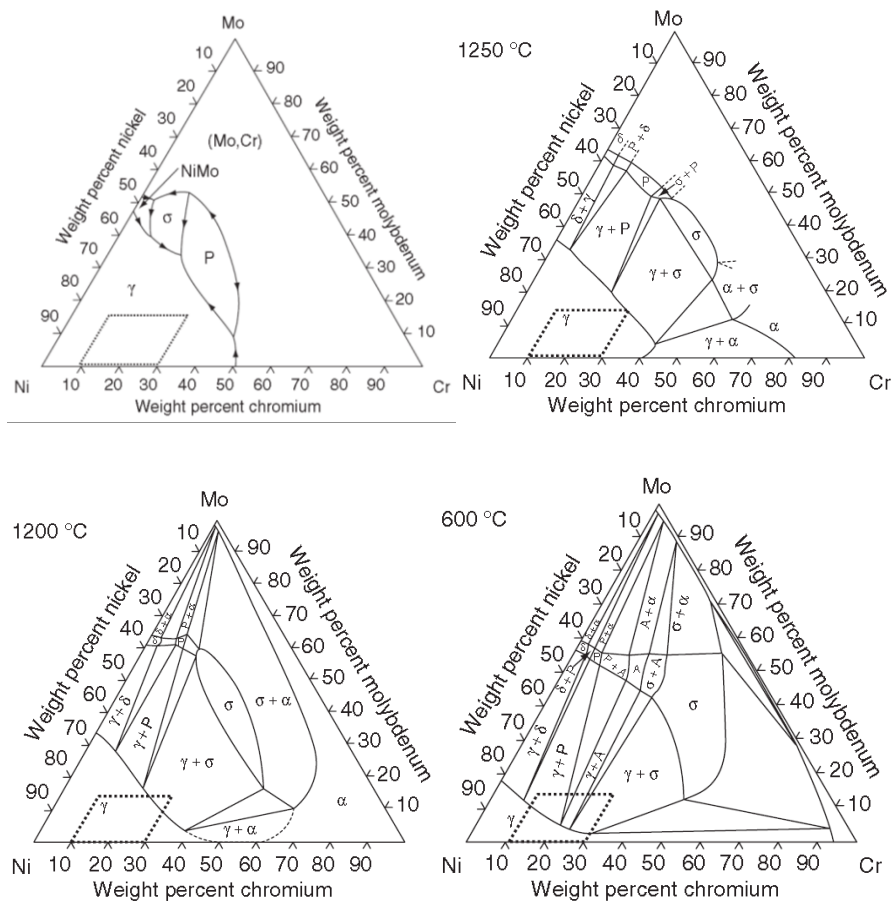 Mo
10
90
20
80
30
70
(Mo,Cr)
40
60
NiMo
50
50
σ
60
40
P
70
30
γ
80
20
90
10
Weight percent nickel
Weight percent molybdenum
Ni
10 20 30 40 50 60 70 80 90
Cr
Weight percent chromium
Mo
1250 °C
10
90
20
80
30
70
δ
P + δ
40
60
P
σ + P
50
50
δ + γ
γ + P
60
40
σ
70
30
γ + σ
α + σ
80
20
γ
90
α
10
γ + α
Weight percent nickel
Weight percent molybdenum
Ni
10 20 30 40 50 60 70 80 90
Cr
Weight percent chromium
Mo
1200 °C
10
90
20
80
30
70
δ + α
P + α
40
60
δ
P
50
50
60
σ
σ + α
40
γ + δ
γ + P
70
30
γ + σ
80
20
γ
α
90
10
γ + α
Weight percent nickel
Weight percent molybdenum
Ni
10 20 30 40 50 60 70 80 90
Weight percent chromium
Mo
600 °C
10
90
20
80
30
70
A + α
σ + α
δ + α
P + α
40
60
δ
P
P + A
A
σ + A
50
50
δ + P
60
σ
40
γ + δ
70
30
γ + P
γ + A
γ + σ
80
20
90
γ
10
Weight percent nickel
Weight percent molybdenum
Ni
10 20 30 40 50 60 70 80 90
Cr
Weight percent chromium